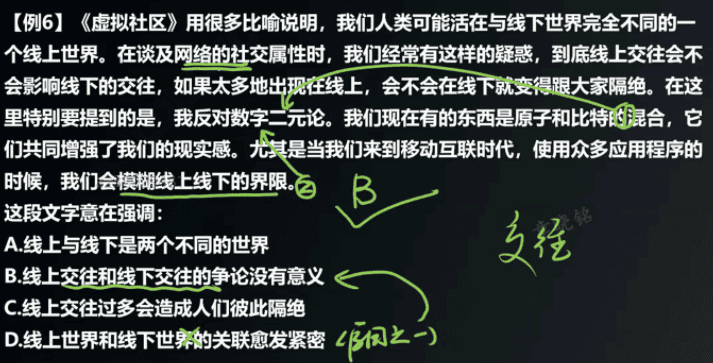 【例6】《虚拟社区》用很多比喻说明，我们人类可能活在与线下世界完全不同的一
个线上世界。在谈及网络的社交属性时，我们经常有这样的疑惑，到底线上交往会不
会影响线下的交往，如果太多地出现在线上，会不会在线下就变得跟大家隔绝。在这
里特别要提到的是，我反对数字二元论。我们现在有的东西是原子和比特的混合，它
们共同增强了我们的现实感。尤其是当我们来到移动互联时代，使用众多应用程序的
时候，我们会模糊线上线下的界限。
①
②
B
这段文字意在强调：
交往
A.线上与线下是两个不同的世界
B.线上交往和线下交往的争论没有意义
C.线上交往过多会造成人们彼此隔绝
D.线上世界和线下世界的关联愈发紧密
(原因之一)